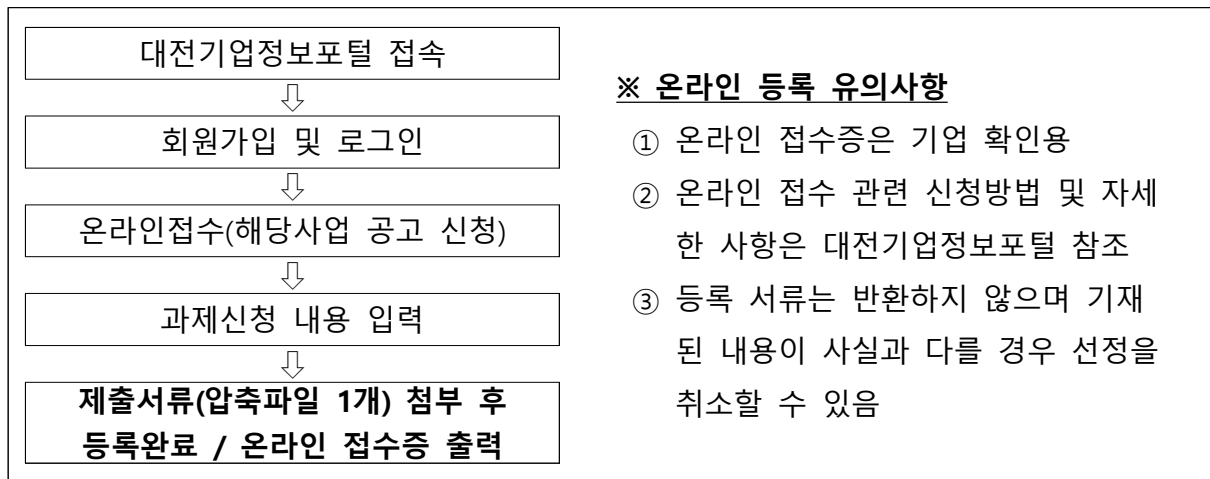 대전기업정보포털 접속
⇩
회원가입 및 로그인
⇩
온라인접수(해당사업 공고 신청)
⇩
과제신청 내용 입력
⇩
제출서류(압축파일 1개) 첨부 후
등록완료 / 온라인 접수증 출력
※ 온라인 등록 유의사항
① 온라인 접수증은 기업 확인용
② 온라인 접수 관련 신청방법 및 자세
한 사항은 대전기업정보포털 참조
③ 등록 서류는 반환하지 않으며 기재
된 내용이 사실과 다를 경우 선정을
취소할 수 있음